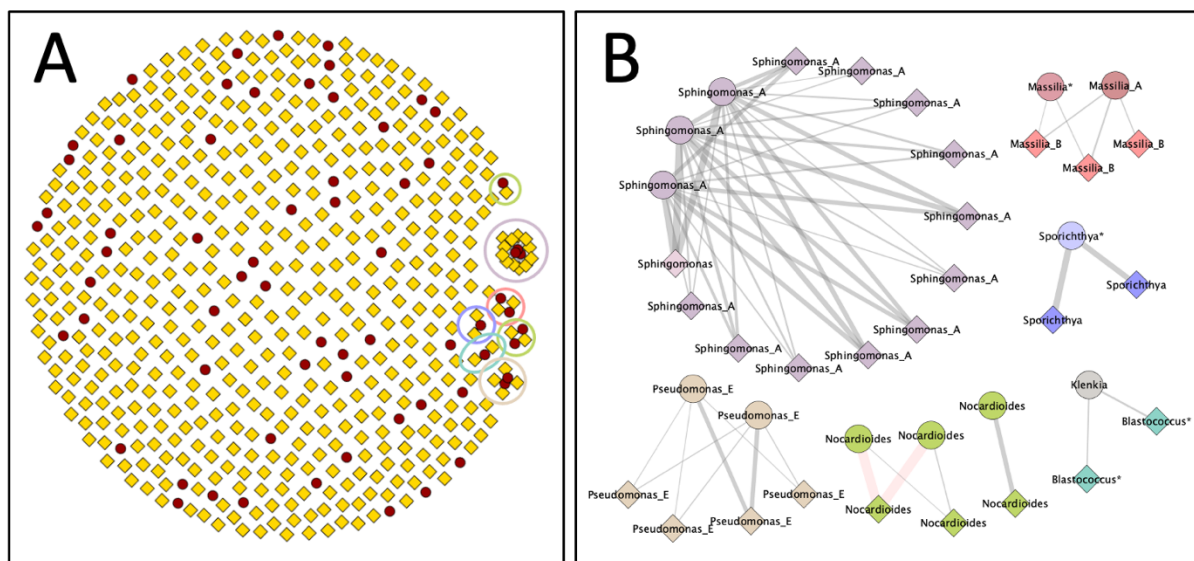 A
B
Sphingomonas_A
Sphingomonas_A
Sphingomonas_A
Sphingomonas_A
Sphingomonas_A
Sphingomonas_A
Sphingomonas_A
Sphingomonas_A
Sphingomonas
Sphingomonas_A
Sphingomonas_A
Sphingomonas_A
Sphingomonas_A
Sphingomonas_A
Sphingomonas_A
Massilia*
Massilia_A
Massilia_B
Massilia_B
Massilia_B
Sporichthya*
Sporichthya
Sporichthya
Pseudomonas_E
Pseudomonas_E
Pseudomonas_E
Pseudomonas_E
Pseudomonas_E
Pseudomonas_E
Nocardioides
Nocardioides
Nocardioides
Nocardioides
Nocardioides
Nocardioides
Klenkia
Blastococcus*
Blastococcus*